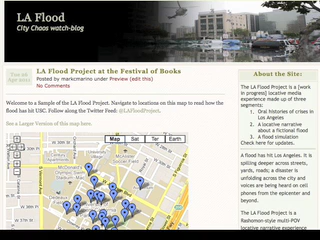 LA Flood
City Chaos watch-blog
LA Flood Project at the Festival of Books
Posted by markcmarino under Preview (edit this)
No Comments
Welcome to a Sample of the LA Flood Project. Navigate to locations on this map to read how the
flood has hit USC. Follow along the Twitter Feed: @LAFloodProject.
See a Larger Version of this map here.
Map Sat Ter Earth
About the Site:
The LA Flood Project is a [work
in progress] locative media
experience made up of three
segments:
1. Oral histories of crises in
Los Angeles
2. A locative narrative
about a fictional flood
3. A flood simulation
Check here for updates.
A flood has hit Los Angeles. It is
spilling deeper across streets,
yards, roads; a disaster is
unfolding across the city and
voices are being heard on cell
phones from the epicenter and
beyond.
The LA Flood Project is a
Rashomon-style multi-POV
locative narrative experience